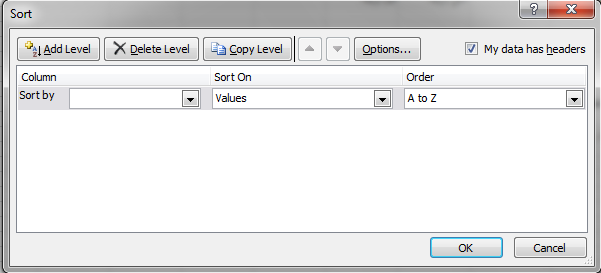 Sort
Add Level Delete Level Copy Level Options... My data has headers
Column Sort On Order
Sort by Values A to Z
OK Cancel